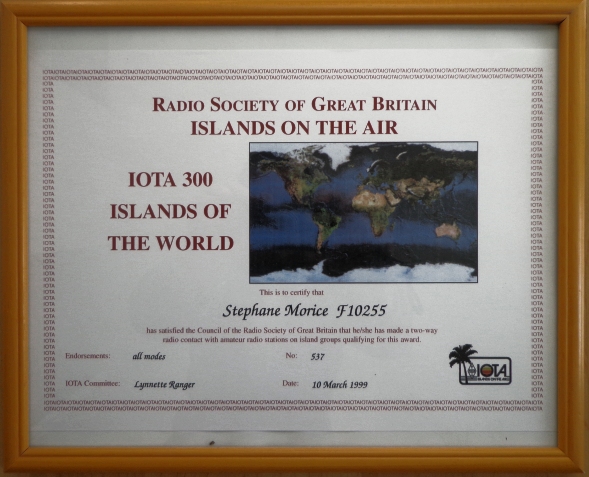 RADIO SOCIETY OF GREAT BRITAIN
ISLANDS ON THE AIR
IOTA 300
ISLANDS OF
THE WORLD
This is to certify that
Stephane Morice F10255
has satisfied the Council of the Radio Society of Great Britain that he/she has made a two-way
radio contact with amateur radio stations on island groups qualifying for this award.
Endorsements: all modes No: 537
IOTA Committee: Lynnette Ranger Date: 10 March 1999
IOTA